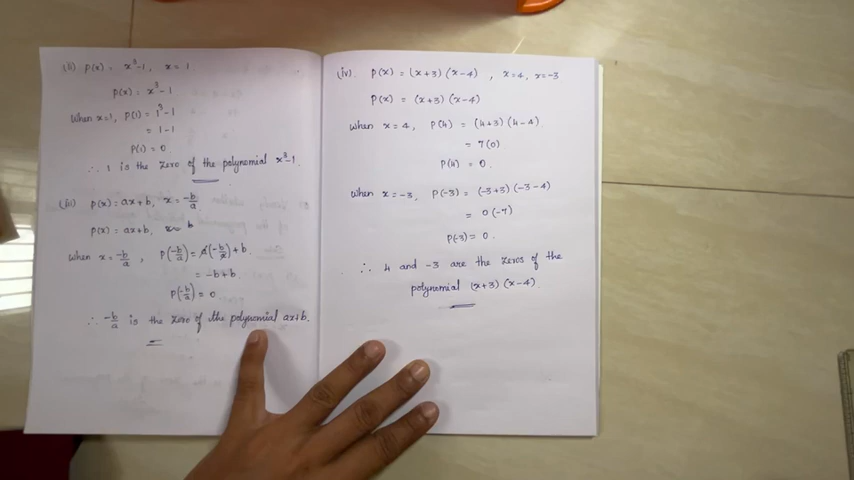 (ii) P(x) = x³-1, x = 1
P(x) = x³-1
When x=1, P(1) = 1³-1
= 1-1
P(1) = 0
∴ 1 is the zero of the polynomial x³-1.
(iii) P(x) = ax+b, x = -b/a.
P(x) = ax+b,
When x = -b/a, P(-b/a) = a(-b/a) + b
= -b+b.
P(-b/a) = 0
∴ -b/a is the zero of the polynomial ax+b.
(iv). P(x) = (x+3) (x-4), x=4, x=-3
P(x) = (x+3) (x-4)
When x=4, P(4) = (4+3) (4-4)
= 7(0)
P(4) = 0.
When x=-3, P(-3) = (-3+3) (-3-4)
= 0(-7)
P(-3) = 0.
∴ 4 and -3 are the zeros of the
polynomial (x+3) (x-4).